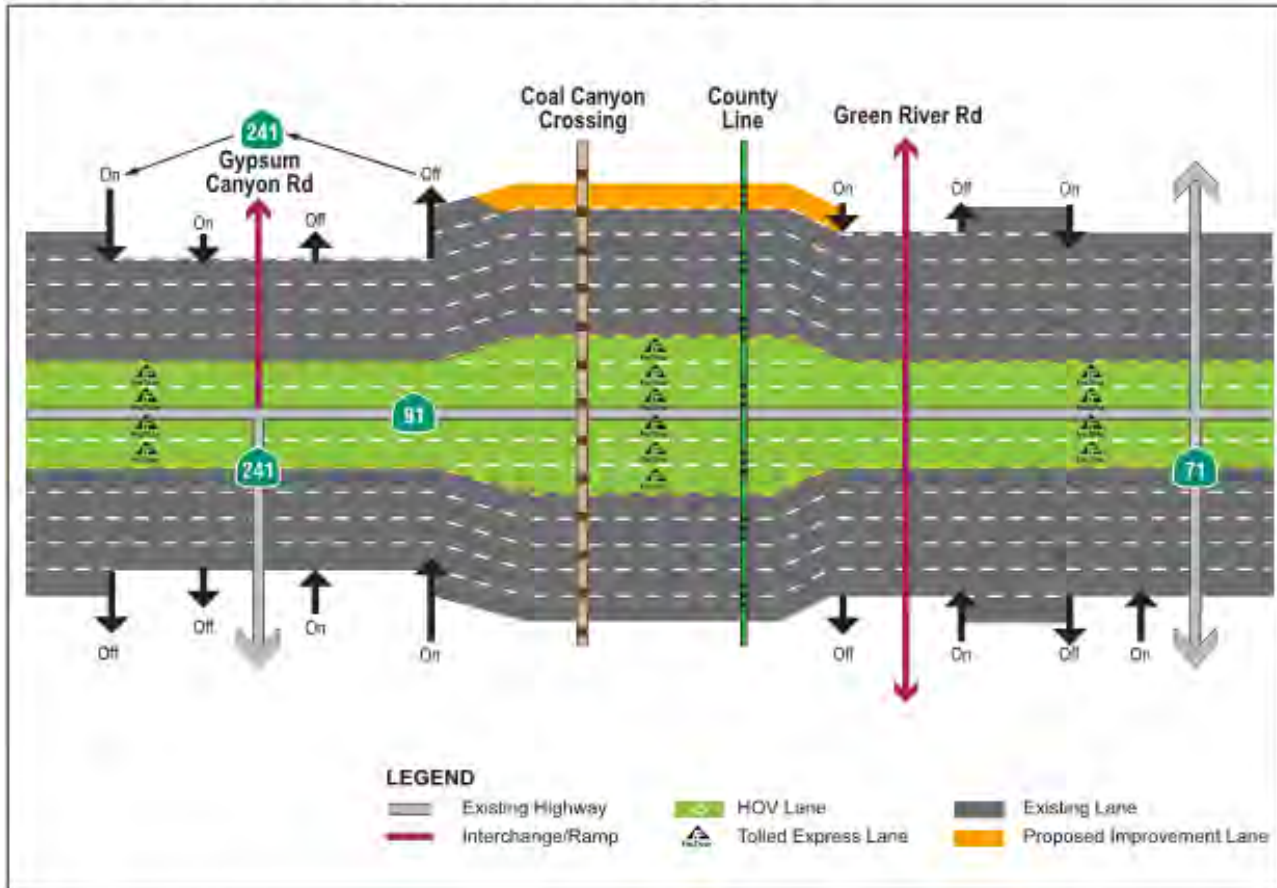 Coal Canyon
Crossing
County
Line
Green River Rd
241
Gypsum
Canyon Rd
On
Off
On
Off
On
Off
On
91
241
71
Off
Off
On
On
Off
On
Off
On
LEGEND
Existing Highway
HOV Lane
Existing Lane
Interchange/Ramp
Tolled Express Lane
Proposed Improvement Lane